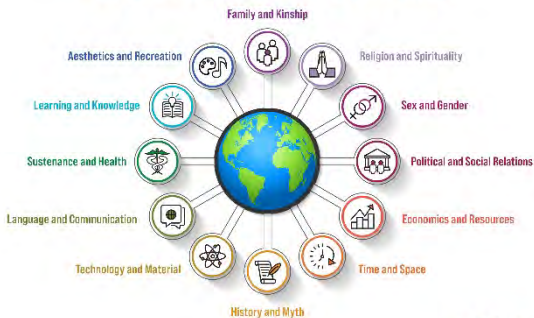 Family and Kinship
Aesthetics and Recreation
Religion and Spirituality
Learning and Knowledge
Sex and Gender
Sustenance and Health
Political and Social Relations
Language and Communication
Economics and Resources
Technology and Material
Time and Space
History and Myth